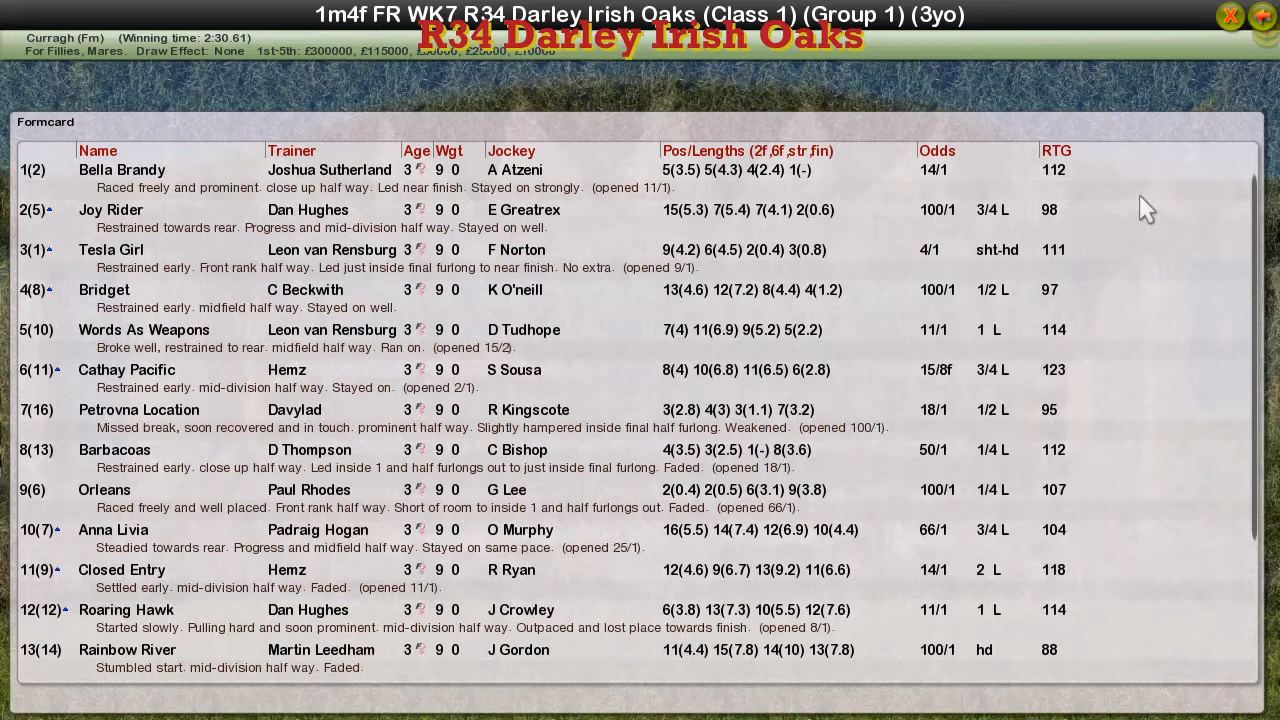 1m4f FR WK7 R34 Darley Irish Oaks (Class 1) (Group 1) (3yo)
R34 Darley Irish Oaks
Curragh (Fm) (Winning time: 2:30.61)
For Fillies, Mares. Draw Effect: None 1st-5th: £300000, £115000, £50000, £25000, £10000
Formcard
Name Trainer Age Wgt Jockey Pos/Lengths (2f,6f,str,fin) Odds RTG
1(2) Bella Brandy Joshua Sutherland 3 9 0 A Atzeni 5(3.5) 5(4.3) 4(2.4) 1(-) 14/1 112
Raced freely and prominent. close up half way. Led near finish. Stayed on strongly. (opened 11/1).
2(5) Joy Rider Dan Hughes 3 9 0 E Greatrex 15(5.3) 7(5.4) 7(4.1) 2(0.6) 100/1 3/4 L 98
Restrained towards rear. Progress and mid-division half way. Stayed on well.
3(1) Tesla Girl Leon van Rensburg 3 9 0 F Norton 9(4.2) 6(4.5) 2(0.4) 3(0.8) 4/1 sht-hd 111
Restrained early. Front rank half way. Led just inside final furlong to near finish. No extra. (opened 9/1).
4(8) Bridget C Beckwith 3 9 0 K O'neill 13(4.6) 12(7.2) 8(4.4) 4(1.2) 100/1 1/2 L 97
Restrained early. midfield half way. Stayed on well.
5(10) Words As Weapons Leon van Rensburg 3 9 0 D Tudhope 7(4) 11(6.9) 9(5.2) 5(2.2) 11/1 1 L 114
Broke well, restrained to rear. midfield half way. Ran on. (opened 15/2).
6(11) Cathay Pacific Hemz 3 9 0 S Sousa 8(4) 10(6.8) 11(6.5) 6(2.8) 15/8f 3/4 L 123
Restrained early. mid-division half way. Stayed on. (opened 2/1).
7(16) Petrovna Location Davylad 3 9 0 R Kingscote 3(2.8) 4(3) 3(1.1) 7(3.2) 18/1 1/2 L 95
Missed break, soon recovered and in touch. prominent half way. Slightly hampered inside final half furlong. Weakened. (opened 100/1).
8(13) Barbacoas D Thompson 3 9 0 C Bishop 4(3.5) 3(2.5) 1(-) 8(3.6) 50/1 1/4 L 112
Restrained early. close up half way. Led inside 1 and half furlongs out to just inside final furlong. Faded. (opened 18/1).
9(6) Orleans Paul Rhodes 3 9 0 G Lee 2(0.4) 2(0.5) 6(3.1) 9(3.8) 100/1 1/4 L 107
Raced freely and well placed. Front rank half way. Short of room to inside 1 and half furlongs out. Faded. (opened 66/1).
10(7) Anna Livia Padraig Hogan 3 9 0 O Murphy 16(5.5) 14(7.4) 12(6.9) 10(4.4) 66/1 3/4 L 104
Steadied towards rear. Progress and midfield half way. Stayed on same pace. (opened 25/1).
11(9) Closed Entry Hemz 3 9 0 R Ryan 12(4.6) 9(6.7) 13(9.2) 11(6.6) 14/1 2 L 118
Settled early. mid-division half way. Faded. (opened 11/1).
12(12) Roaring Hawk Dan Hughes 3 9 0 J Crowley 6(3.8) 13(7.3) 10(5.5) 12(7.6) 11/1 1 L 114
Started slowly. Pulling hard and soon prominent. mid-division half way. Outpaced and lost place towards finish. (opened 8/1).
13(14) Rainbow River Martin Leedham 3 9 0 J Gordon 11(4.4) 15(7.8) 14(10) 13(7.8) 100/1 hd 88
Stumbled start. mid-division half way. Faded.